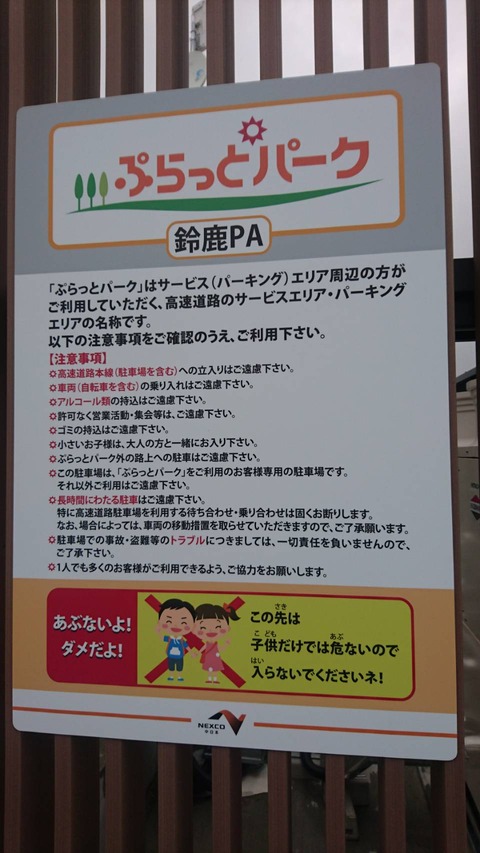 ぷらっとパーク
鈴鹿PA
「ぷらっとパーク」はサービス(パーキング)エリア周辺の方が
ご利用していただく、高速道路のサービスエリア・パーキング
エリアの名称です。
以下の注意事項をご確認のうえ、ご利用下さい。
【注意事項】
高速道路本線(駐車場を含む)への立入りはご遠慮下さい。
車両(自転車を含む)の乗り入れはご遠慮下さい。
アルコール類の持込はご遠慮下さい。
許可なく営業活動・集会等は、ご遠慮下さい。
ゴミの持込はご遠慮下さい。
小さいお子様は、大人の方と一緒にお入り下さい。
ぷらっとパーク外の路上への駐車はご遠慮下さい。
この駐車場は、「ぷらっとパーク」をご利用のお客様専用の駐車場です。
それ以外ご利用はご遠慮下さい。
長時間にわたる駐車はご遠慮下さい。
特に高速道路駐車場を利用する待ち合わせ・乗り合わせは固くお断りします。
なお、場合によっては、車両の移動措置を取らせていただきますので、ご了承願います。
駐車場での事故・盗難等のトラブルにつきましては、一切責任を負いませんので、
ご了承下さい。
1人でも多くのお客様がご利用できるよう、ご協力をお願いします。
あぶないよ!
ダメだよ!
この先は
子供だけでは危ないので
入らないでくださいネ!
さき
こども
あぶ
はい
NEXCO
中日本